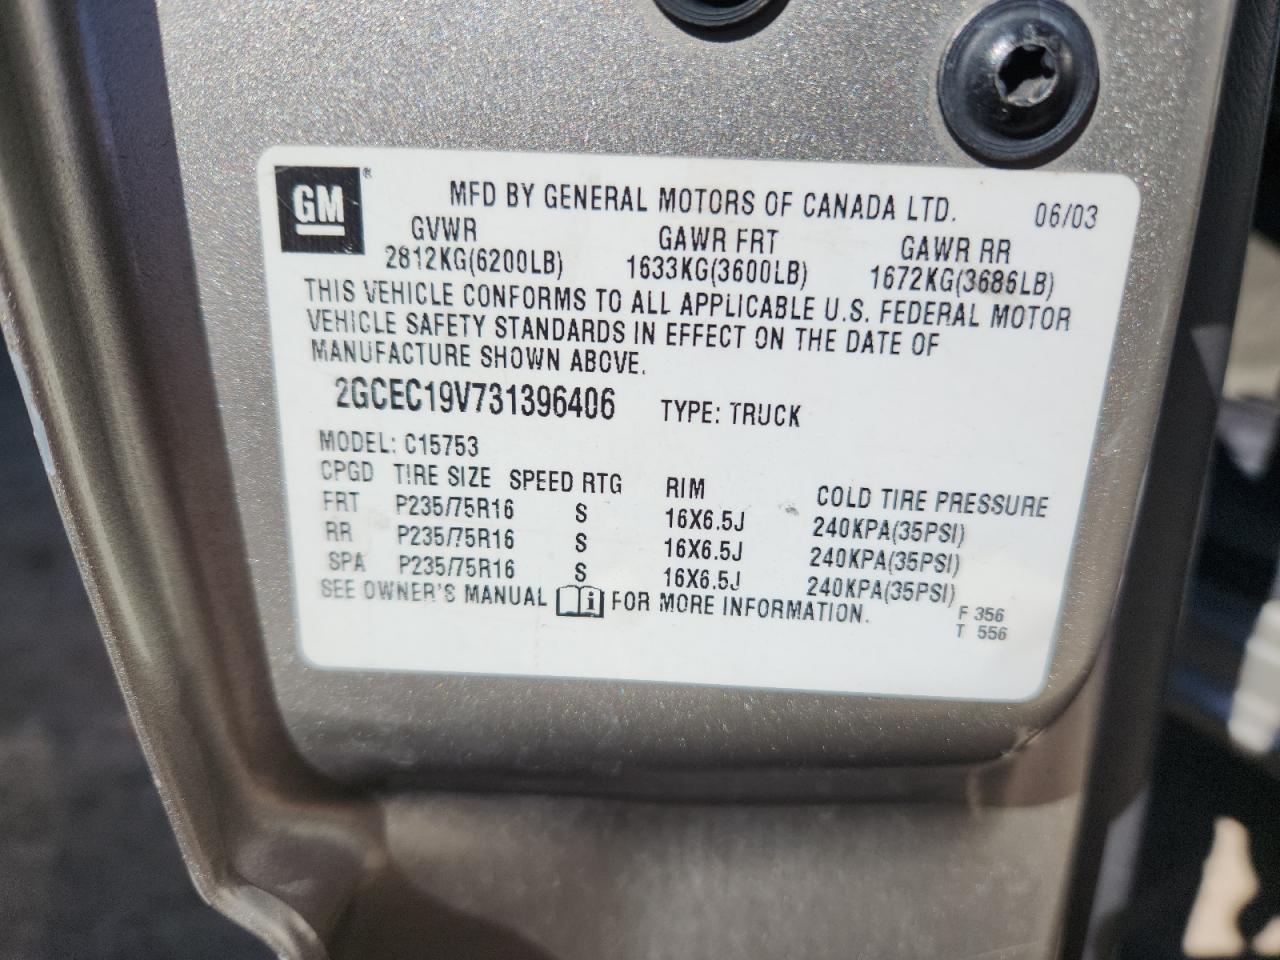 GM ®
MFD BY GENERAL MOTORS OF CANADA LTD. 06/03
GVWR GAWR FRT GAWR RR
2812KG(6200LB) 1633KG(3600LB) 1672KG(3686LB)
THIS VEHICLE CONFORMS TO ALL APPLICABLE U.S. FEDERAL MOTOR
VEHICLE SAFETY STANDARDS IN EFFECT ON THE DATE OF
MANUFACTURE SHOWN ABOVE.
2GCEC19V731396406 TYPE: TRUCK
MODEL: C15753
CPGD TIRE SIZE SPEED RTG RIM COLD TIRE PRESSURE
FRT P235/75R16 S 16X6.5J 240KPA(35PSI)
RR P235/75R16 S 16X6.5J 240KPA(35PSI)
SPA P235/75R16 S 16X6.5J 240KPA(35PSI)
SEE OWNER'S MANUAL i FOR MORE INFORMATION.
F 356
T 556